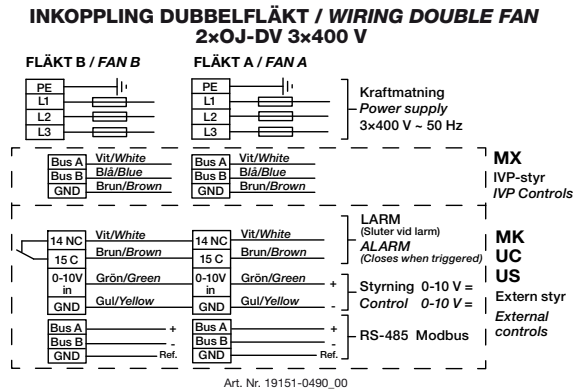 INKOPPLING DUBBELFLÄKT / WIRING DOUBLE FAN
2×OJ-DV 3×400 V
FLÄKT B / FAN B
FLÄKT A / FAN A
PE
L1
L2
L3
PE
L1
L2
L3
Kraftmatning
Power supply
3×400 V ~ 50 Hz
Bus A Vit/White
Bus B Blå/Blue
GND Brun/Brown
Bus A Vit/White
Bus B Blå/Blue
GND Brun/Brown
MX
IVP-styr
IVP Controls
14 NC Vit/White
15 C Brun/Brown
0-10V in Grön/Green
GND Gul/Yellow
14 NC Vit/White
15 C Brun/Brown
0-10V in Grön/Green +
GND Gul/Yellow -
LARM
(Sluter vid larm)
ALARM
(Closes when triggered)
Styrning 0-10 V =
Control 0-10 V =
MK
UC
US
Extern styr
External
controls
Bus A +
Bus B -
GND Ref.
Bus A +
Bus B -
GND Ref.
RS-485 Modbus
Art. Nr. 19151-0490_00